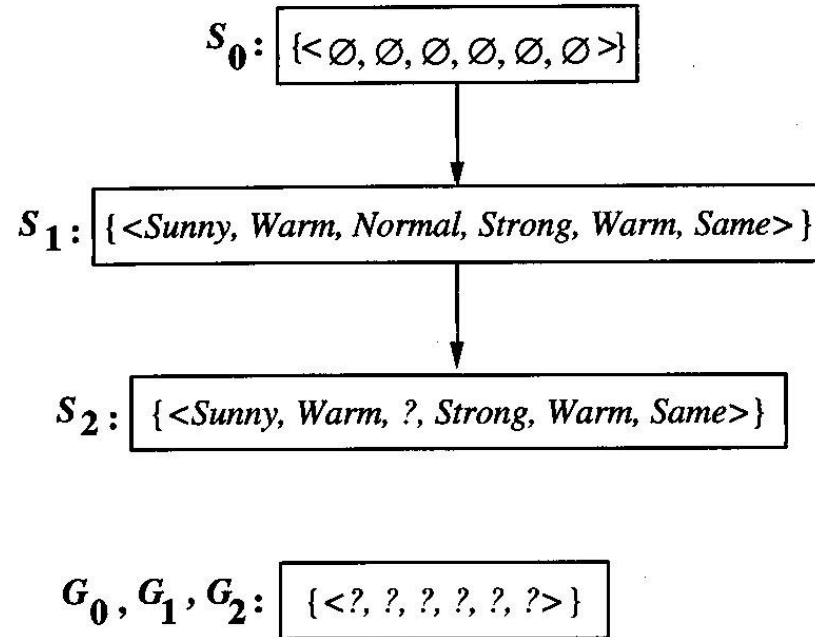 S₀: {<∅, ∅, ∅, ∅, ∅, ∅>}
S₁: {<Sunny, Warm, Normal, Strong, Warm, Same>}
S₂: {<Sunny, Warm, ?, Strong, Warm, Same>}
G₀, G₁, G₂: {<?, ?, ?, ?, ?, ?>}